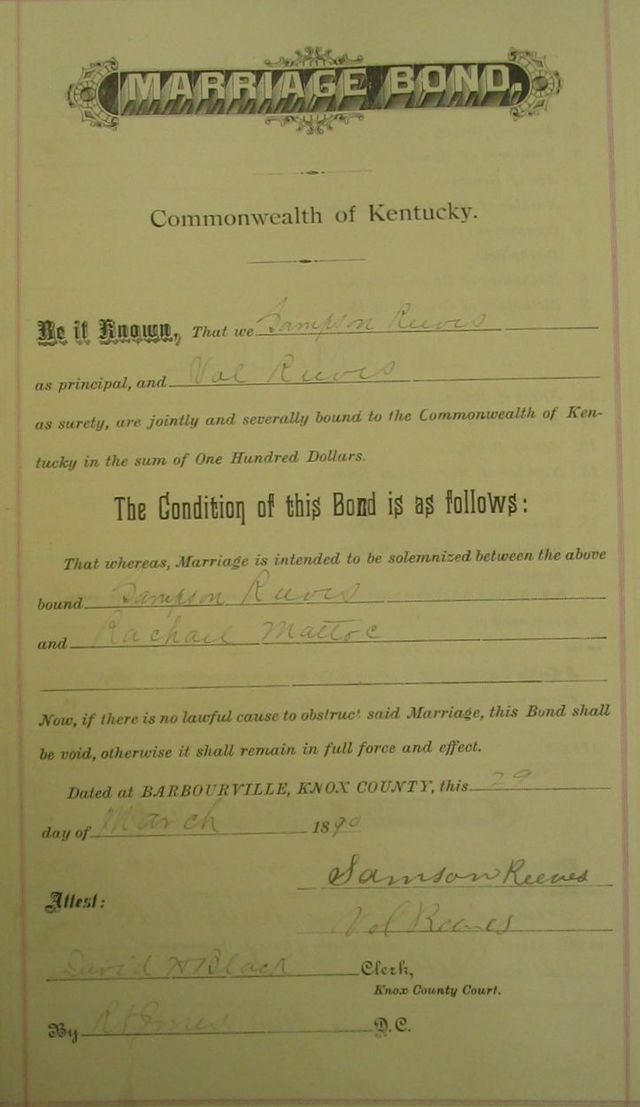 MARRIAGE BOND,
Commonwealth of Kentucky.
Be it Known, That we Sampson Reeves
as principal, and Val Reeves
as surety, are jointly and severally bound to the Commonwealth of Ken-
tucky in the sum of One Hundred Dollars.
The Condition of this Bond is as follows:
That whereas, Marriage is intended to be solemnized between the above
bound Sampson Reeves
and Rachael Mattoc
Now, if there is no lawful cause to obstruct said Marriage, this Bond shall
be void, otherwise it shall remain in full force and effect.
Dated at BARBOURVILLE, KNOX COUNTY, this 29
day of March 1890
Samson Reeves
Attest:
Val Reeves
David H Black Clerk,
Knox County Court.
By D.C.